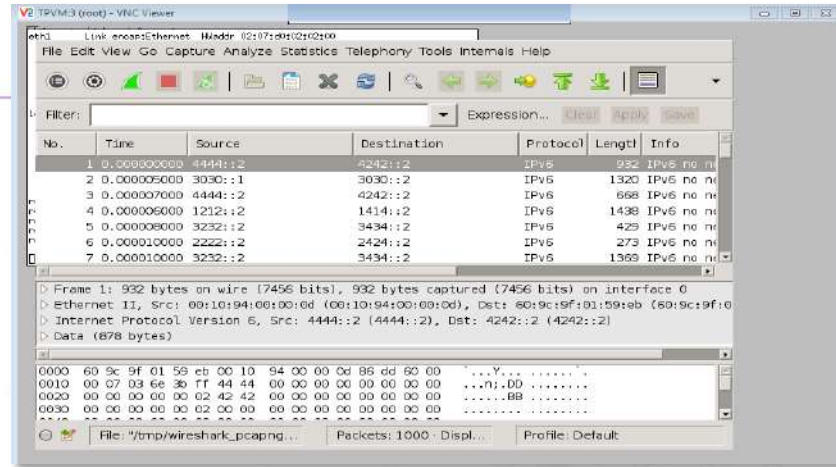 TPVM:3 (root) - VNC Viewer
eth1 Link encap:Ethernet HWaddr 02:07:d0:02:02:00
File Edit View Go Capture Analyze Statistics Telephony Tools Internals Help
Filter: Expression... Clear Apply Save
No. Time Source Destination Protocol Lengtl Info
1 0.000000000 4444::2 4242::2 IPv6 932 IPv6 no
2 0.000005000 3030::1 3030::2 IPv6 1320 IPv6 no
3 0.000007000 4444::2 4242::2 IPv6 668 IPv6 no
4 0.000006000 1212::2 1414::2 IPv6 1438 IPv6 no
5 0.000008000 3232::2 3434::2 IPv6 429 IPv6 no
6 0.000010000 2222::2 2424::2 IPv6 273 IPv6 no
7 0.000010000 3232::2 3434::2 IPv6 1369 IPv6 no
Frame 1: 932 bytes on wire (7456 bits), 932 bytes captured (7456 bits) on interface 0
Ethernet II, Src: 00:10:94:00:00:0d (00:10:94:00:00:0d), Dst: 60:9c:9f:01:59:eb (60:9c:9f:0
Internet Protocol Version 6, Src: 4444::2 (4444::2), Dst: 4242::2 (4242::2)
Data (878 bytes)
0000 60 9c 9f 01 59 eb 00 10 94 00 00 0d 86 dd 60 00 `...Y... ......`.
0010 00 07 03 6e 3b ff 44 44 00 00 00 00 00 00 00 00 ...n;.DD ........
0020 00 00 00 00 00 02 42 42 00 00 00 00 00 00 00 00 ......BB ........
0030 00 00 00 00 00 02 00 00 00 00 00 00 00 00 00 00 ........ ........
File: "/tmp/wireshark_pcapng... Packets: 1000 · Displ... Profile: Default